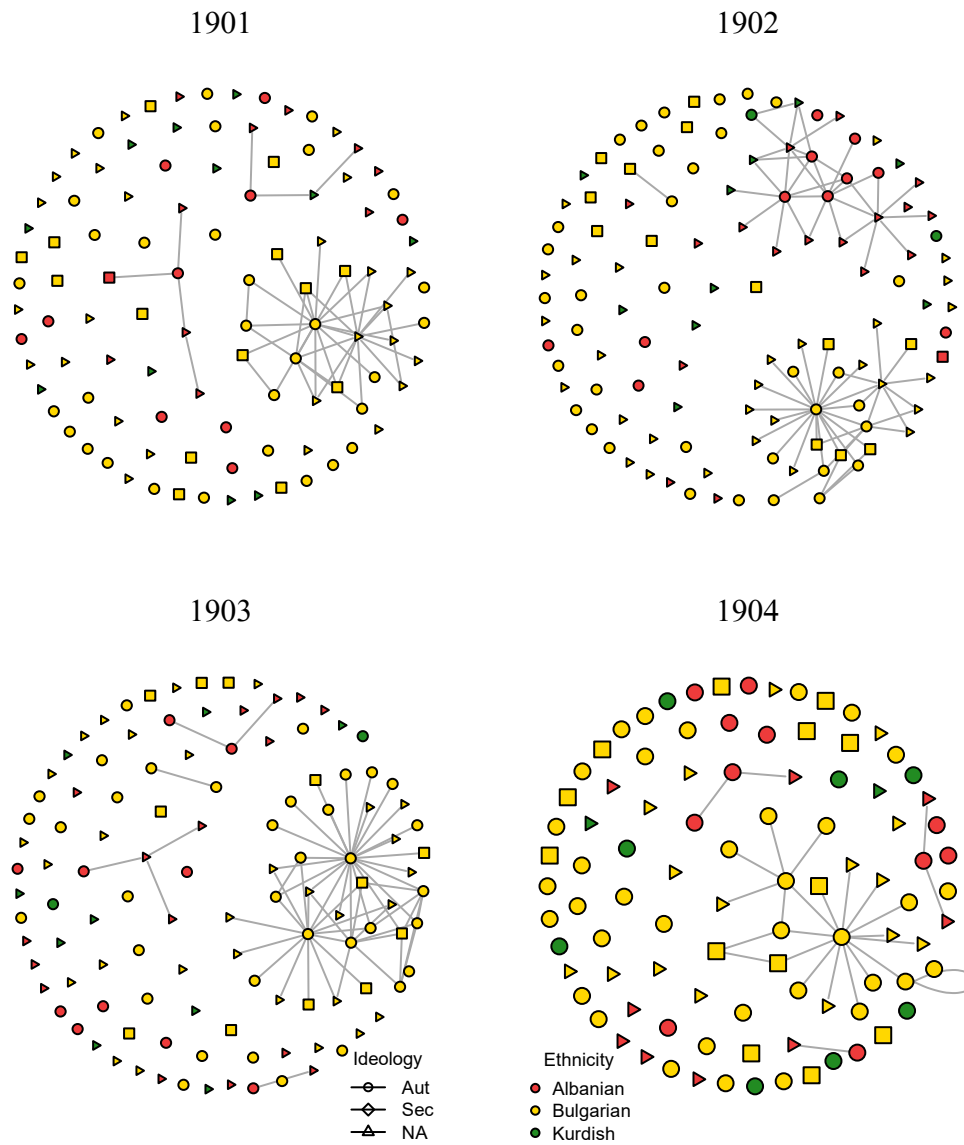 1901
1902
1903
1904
Ideology
Aut
Sec
NA
Ethnicity
Albanian
Bulgarian
Kurdish